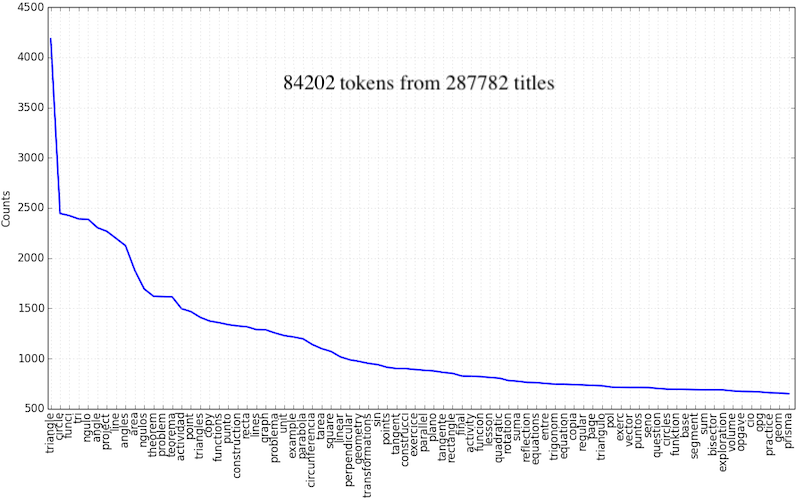 4500
84202 tokens from 287782 titles
4000
3500
3000
2500
2000
1500
1000
500
Counts
triangle
circle
funci
tri
ngulo
angle
project
line
angles
area
ngulos
theorem
problem
teorema
actividad
point
triangles
copy
functions
punto
construction
recta
lines
graph
problema
unit
example
parabola
circunferencia
tarea
square
linear
perpendicular
geometry
transformations
sin
points
tangent
construcci
exercice
parallel
plano
tangente
rectangle
final
activity
funcion
lesson
quadratic
rotation
suma
reflection
equations
entre
trigonom
equation
copia
regular
page
triangulo
pol
exerc
vector
puntos
seno
question
circles
funktion
base
segment
sum
bisector
exploration
volume
opgave
cio
opg
practice
geom
prisma